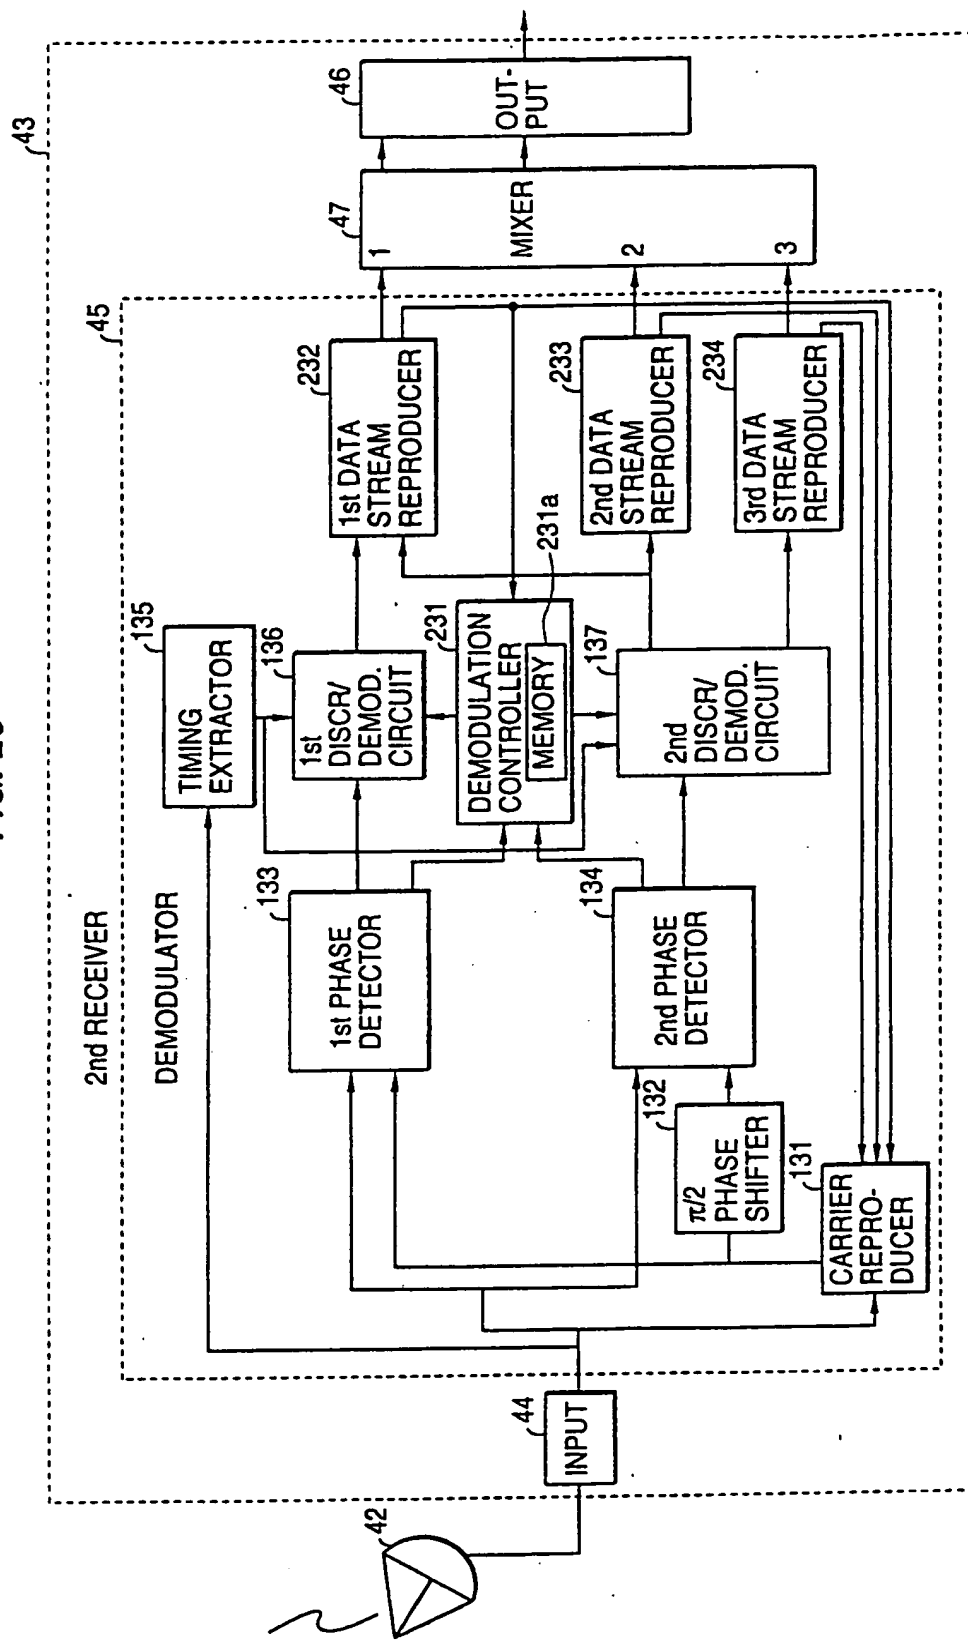 43
2nd RECEIVER
45
DEMODULATOR
42
44
INPUT
135
TIMING
EXTRACTOR
133
1st PHASE
DETECTOR
136
1st
DISCR/
DEMOD.
CIRCUIT
232
1st DATA
STREAM
REPRODUCER
47
1
MIXER
2
3
46
OUT-
PUT
231
DEMODULATION
CONTROLLER
MEMORY
231a
134
2nd PHASE
DETECTOR
137
2nd
DISCR/
DEMOD.
CIRCUIT
233
2nd DATA
STREAM
REPRODUCER
132
π/2
PHASE
SHIFTER
234
3rd DATA
STREAM
REPRODUCER
131
CARRIER
REPRO-
DUCER